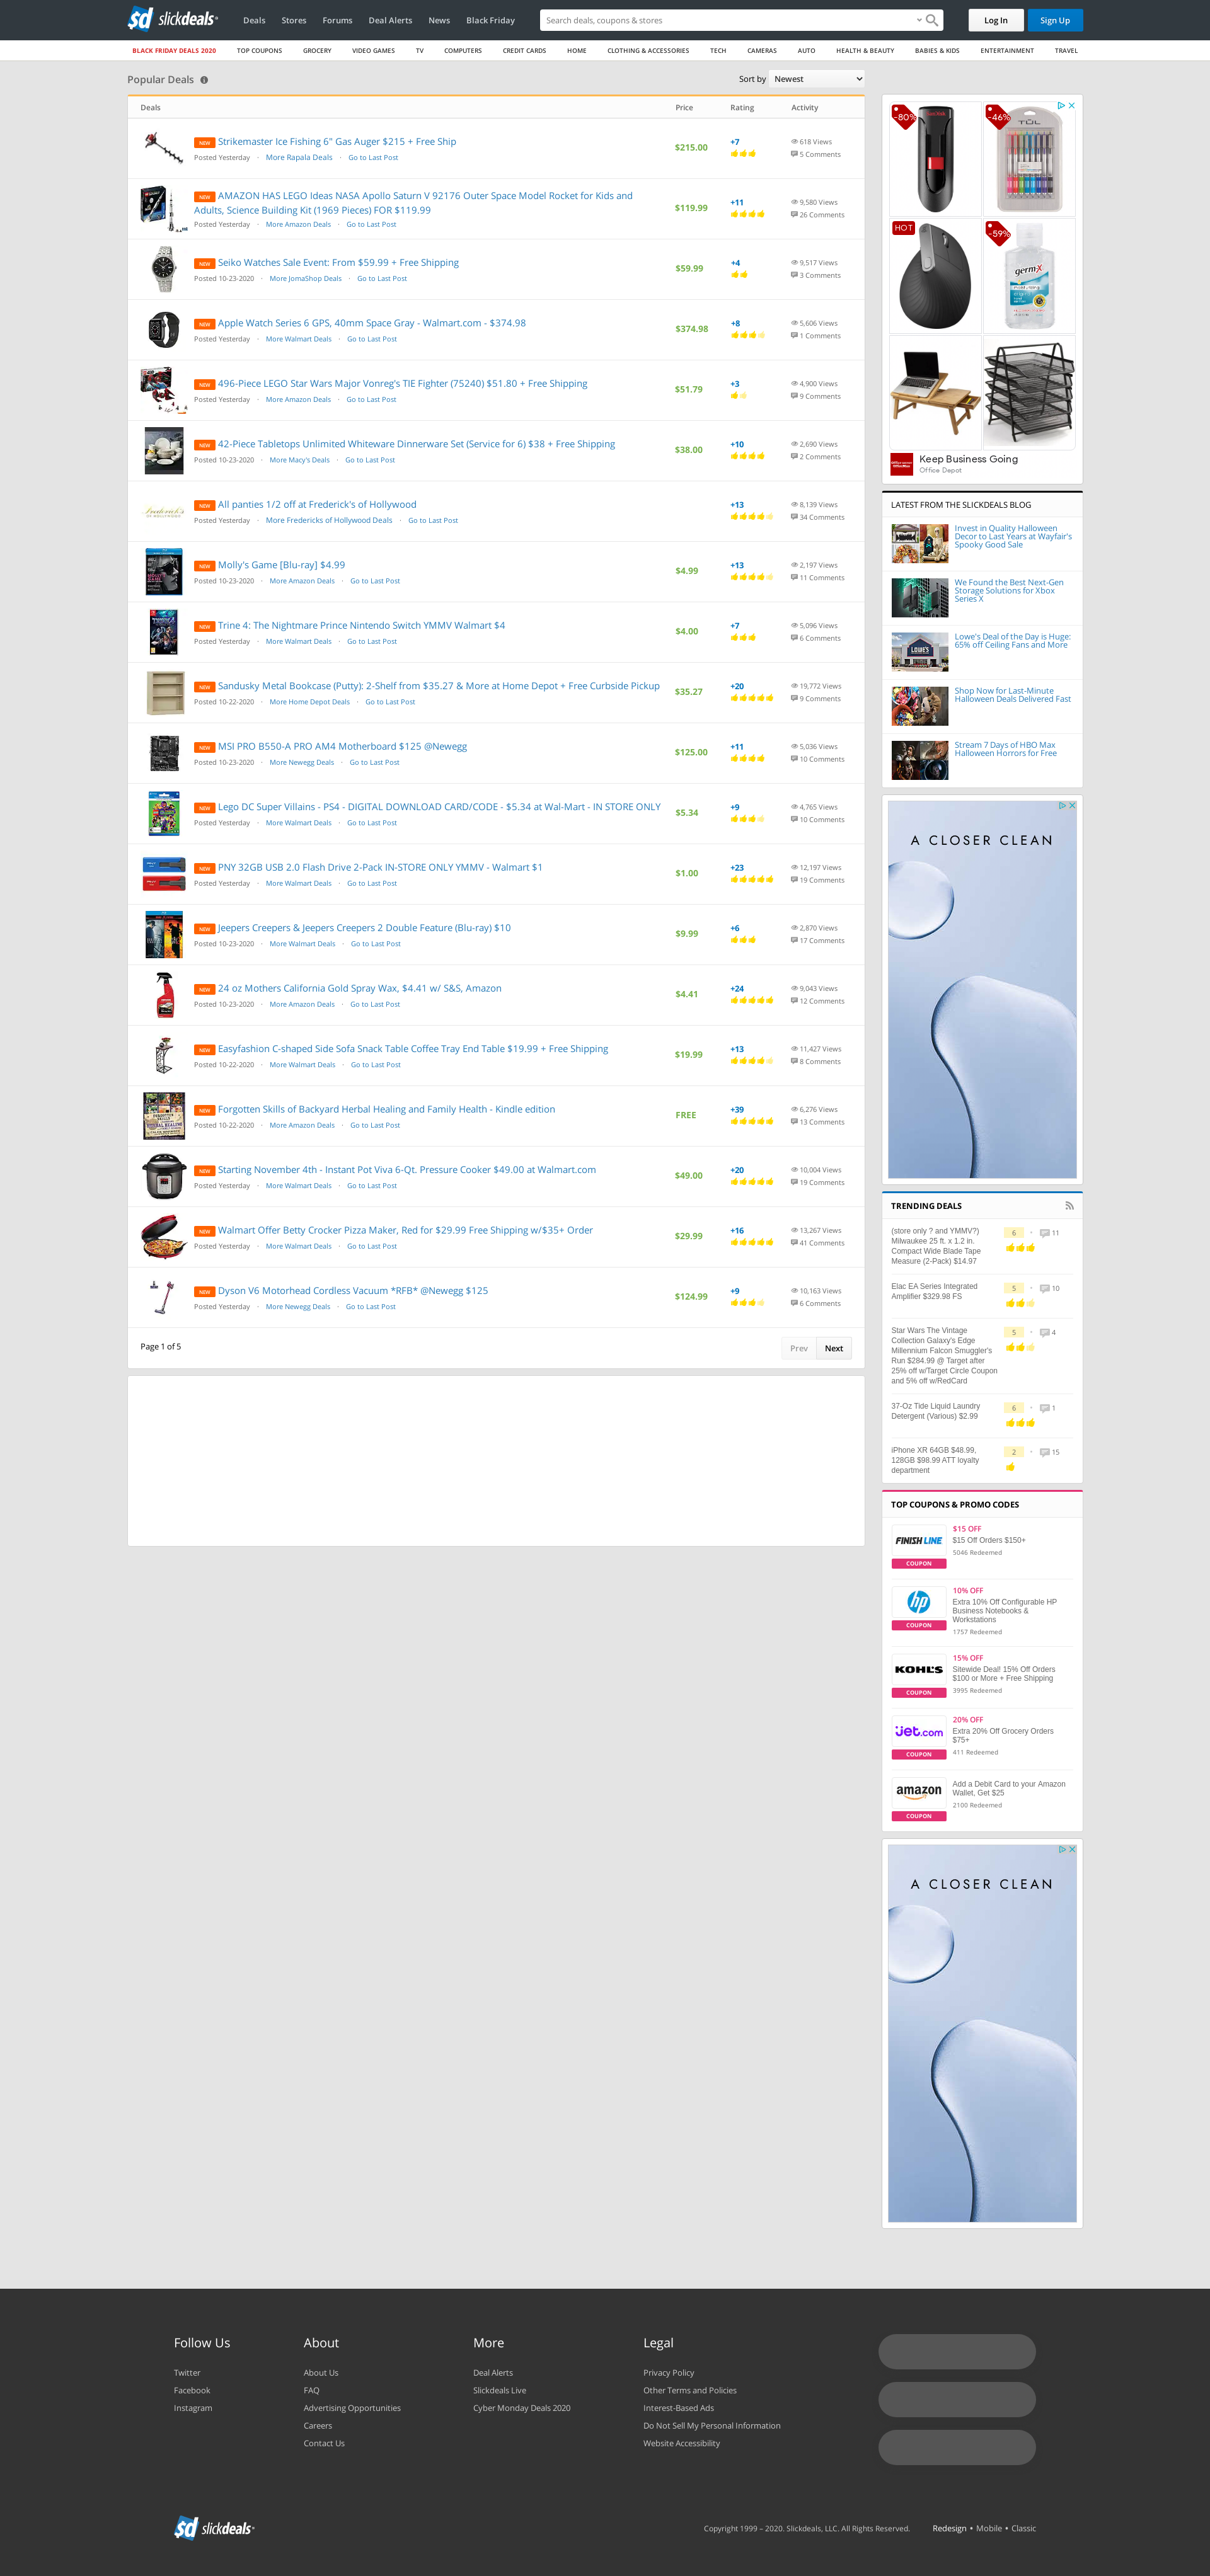 sd slickdeals
Deals Stores Forums Deal Alerts News Black Friday
Search deals, coupons & stores
Log In
Sign Up
BLACK FRIDAY DEALS 2020 TOP COUPONS GROCERY VIDEO GAMES TV COMPUTERS CREDIT CARDS HOME CLOTHING & ACCESSORIES TECH CAMERAS AUTO HEALTH & BEAUTY BABIES & KIDS ENTERTAINMENT TRAVEL
Popular Deals
Sort by Newest
Deals Price Rating Activity
NEW Strikemaster Ice Fishing 6" Gas Auger $215 + Free Ship
Posted Yesterday · More Rapala Deals · Go to Last Post
$215.00
+7
618 Views
5 Comments
NEW AMAZON HAS LEGO Ideas NASA Apollo Saturn V 92176 Outer Space Model Rocket for Kids and
Adults, Science Building Kit (1969 Pieces) FOR $119.99
Posted Yesterday · More Amazon Deals · Go to Last Post
$119.99
+11
9,580 Views
26 Comments
NEW Seiko Watches Sale Event: From $59.99 + Free Shipping
Posted 10-23-2020 · More JomaShop Deals · Go to Last Post
$59.99
+4
9,517 Views
3 Comments
NEW Apple Watch Series 6 GPS, 40mm Space Gray - Walmart.com - $374.98
Posted Yesterday · More Walmart Deals · Go to Last Post
$374.98
+8
5,606 Views
1 Comments
NEW 496-Piece LEGO Star Wars Major Vonreg's TIE Fighter (75240) $51.80 + Free Shipping
Posted Yesterday · More Amazon Deals · Go to Last Post
$51.79
+3
4,900 Views
9 Comments
NEW 42-Piece Tabletops Unlimited Whiteware Dinnerware Set (Service for 6) $38 + Free Shipping
Posted 10-23-2020 · More Macy's Deals · Go to Last Post
$38.00
+10
2,690 Views
2 Comments
NEW All panties 1/2 off at Frederick's of Hollywood
Posted Yesterday · More Fredericks of Hollywood Deals · Go to Last Post
+13
8,139 Views
34 Comments
NEW Molly's Game [Blu-ray] $4.99
Posted 10-23-2020 · More Amazon Deals · Go to Last Post
$4.99
+13
2,197 Views
11 Comments
NEW Trine 4: The Nightmare Prince Nintendo Switch YMMV Walmart $4
Posted Yesterday · More Walmart Deals · Go to Last Post
$4.00
+7
5,096 Views
6 Comments
NEW Sandusky Metal Bookcase (Putty): 2-Shelf from $35.27 & More at Home Depot + Free Curbside Pickup
Posted 10-22-2020 · More Home Depot Deals · Go to Last Post
$35.27
+20
19,772 Views
9 Comments
NEW MSI PRO B550-A PRO AM4 Motherboard $125 @Newegg
Posted 10-23-2020 · More Newegg Deals · Go to Last Post
$125.00
+11
5,036 Views
10 Comments
NEW Lego DC Super Villains - PS4 - DIGITAL DOWNLOAD CARD/CODE - $5.34 at Wal-Mart - IN STORE ONLY
Posted Yesterday · More Walmart Deals · Go to Last Post
$5.34
+9
4,765 Views
10 Comments
NEW PNY 32GB USB 2.0 Flash Drive 2-Pack IN-STORE ONLY YMMV - Walmart $1
Posted Yesterday · More Walmart Deals · Go to Last Post
$1.00
+23
12,197 Views
19 Comments
NEW Jeepers Creepers & Jeepers Creepers 2 Double Feature (Blu-ray) $10
Posted 10-23-2020 · More Walmart Deals · Go to Last Post
$9.99
+6
2,870 Views
17 Comments
NEW 24 oz Mothers California Gold Spray Wax, $4.41 w/ S&S, Amazon
Posted 10-23-2020 · More Amazon Deals · Go to Last Post
$4.41
+24
9,043 Views
12 Comments
NEW Easyfashion C-shaped Side Sofa Snack Table Coffee Tray End Table $19.99 + Free Shipping
Posted 10-22-2020 · More Walmart Deals · Go to Last Post
$19.99
+13
11,427 Views
8 Comments
NEW Forgotten Skills of Backyard Herbal Healing and Family Health - Kindle edition
Posted 10-22-2020 · More Amazon Deals · Go to Last Post
FREE
+39
6,276 Views
13 Comments
NEW Starting November 4th - Instant Pot Viva 6-Qt. Pressure Cooker $49.00 at Walmart.com
Posted Yesterday · More Walmart Deals · Go to Last Post
$49.00
+20
10,004 Views
19 Comments
NEW Walmart Offer Betty Crocker Pizza Maker, Red for $29.99 Free Shipping w/$35+ Order
Posted Yesterday · More Walmart Deals · Go to Last Post
$29.99
+16
13,267 Views
41 Comments
NEW Dyson V6 Motorhead Cordless Vacuum *RFB* @Newegg $125
Posted Yesterday · More Newegg Deals · Go to Last Post
$124.99
+9
10,163 Views
6 Comments
Page 1 of 5
Prev Next
-80%
-46%
TUL
HOT
-59%
germ-X
Keep Business Going
Office Depot
LATEST FROM THE SLICKDEALS BLOG
Invest in Quality Halloween
Decor to Last Years at Wayfair's
Spooky Good Sale
We Found the Best Next-Gen
Storage Solutions for Xbox
Series X
LOWE'S
Lowe's Deal of the Day is Huge:
65% off Ceiling Fans and More
Shop Now for Last-Minute
Halloween Deals Delivered Fast
Stream 7 Days of HBO Max
Halloween Horrors for Free
A CLOSER CLEAN
TRENDING DEALS
(store only ? and YMMV?)
Milwaukee 25 ft. x 1.2 in.
Compact Wide Blade Tape
Measure (2-Pack) $14.97
6 • 11
Elac EA Series Integrated
Amplifier $329.98 FS
5 • 10
Star Wars The Vintage
Collection Galaxy's Edge
Millennium Falcon Smuggler's
Run $284.99 @ Target after
25% off w/Target Circle Coupon
and 5% off w/RedCard
5 • 4
37-Oz Tide Liquid Laundry
Detergent (Various) $2.99
6 • 1
iPhone XR 64GB $48.99,
128GB $98.99 ATT loyalty
department
2 • 15
TOP COUPONS & PROMO CODES
FINISH LINE
COUPON
$15 OFF
$15 Off Orders $150+
5046 Redeemed
hp
COUPON
10% OFF
Extra 10% Off Configurable HP
Business Notebooks &
Workstations
1757 Redeemed
KOHL'S
COUPON
15% OFF
Sitewide Deal! 15% Off Orders
$100 or More + Free Shipping
3995 Redeemed
jet.com
COUPON
20% OFF
Extra 20% Off Grocery Orders
$75+
411 Redeemed
amazon
COUPON
Add a Debit Card to your Amazon
Wallet, Get $25
2100 Redeemed
A CLOSER CLEAN
Follow Us
Twitter
Facebook
Instagram
About
About Us
FAQ
Advertising Opportunities
Careers
Contact Us
More
Deal Alerts
Slickdeals Live
Cyber Monday Deals 2020
Legal
Privacy Policy
Other Terms and Policies
Interest-Based Ads
Do Not Sell My Personal Information
Website Accessibility
sd slickdeals
Copyright 1999 – 2020. Slickdeals, LLC. All Rights Reserved.
Redesign • Mobile • Classic